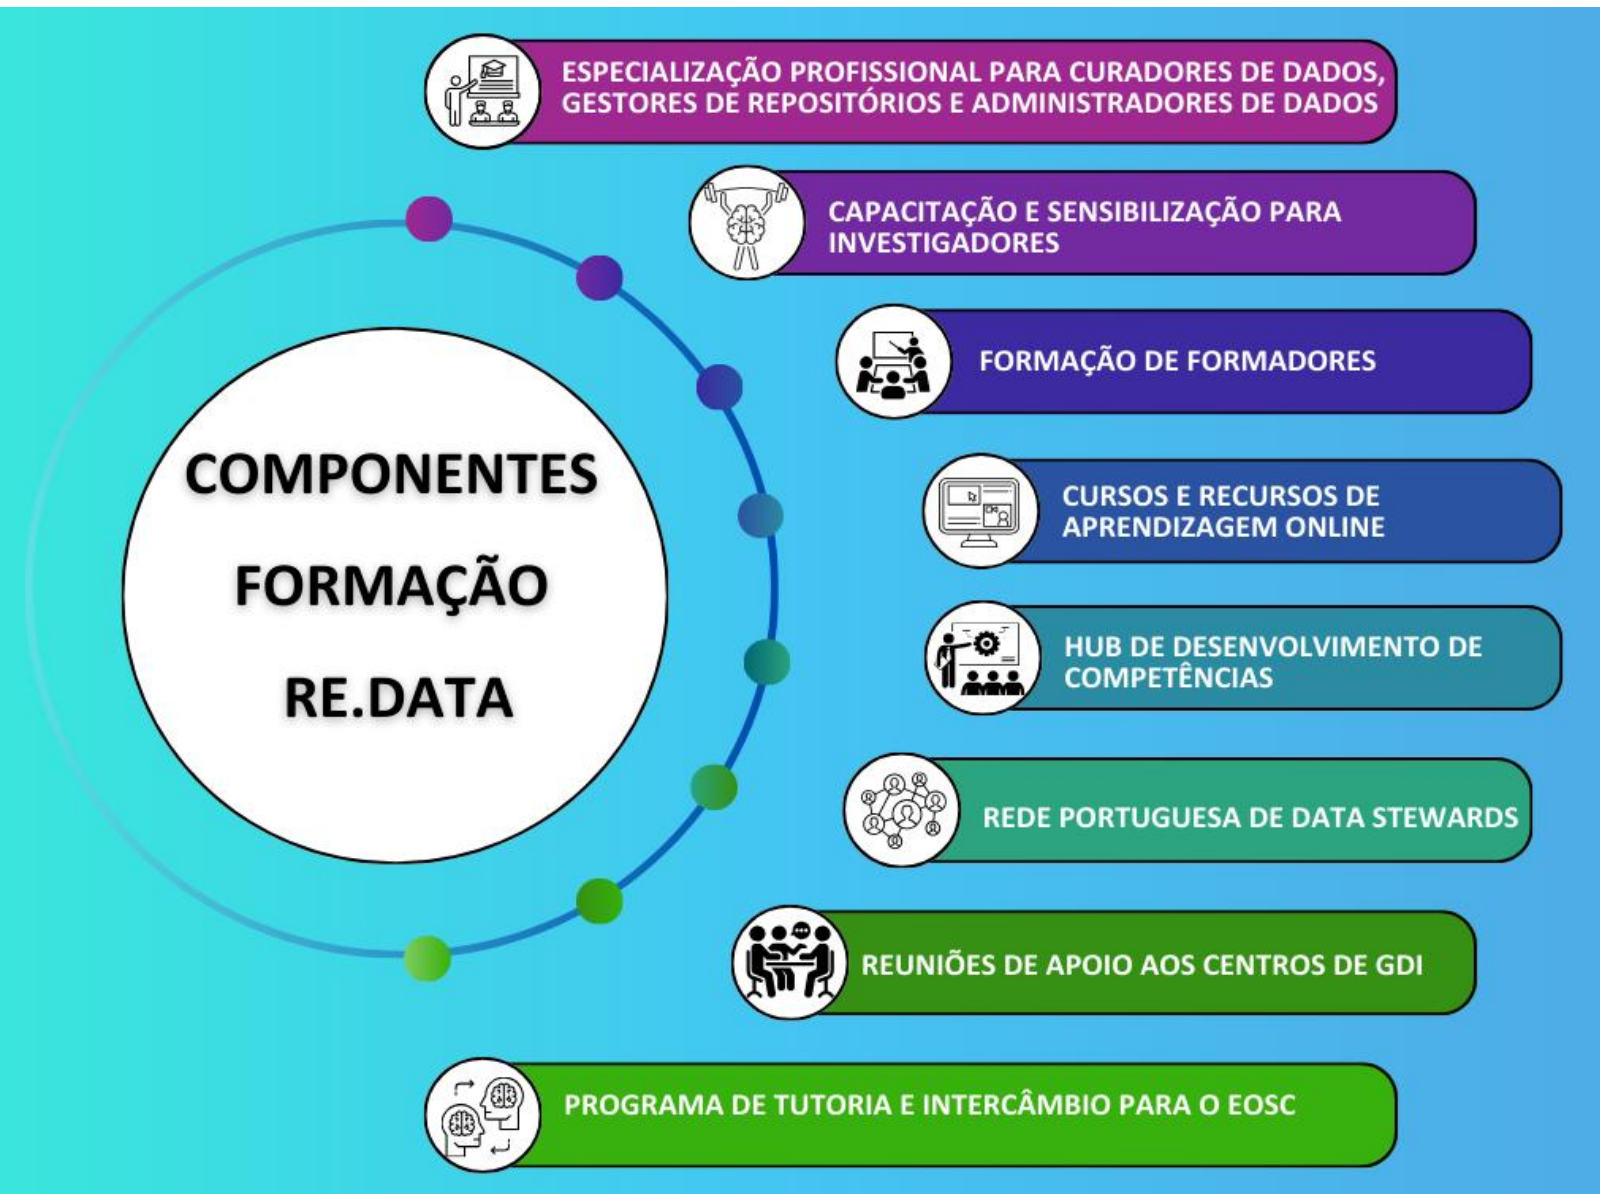 COMPONENTES
FORMAÇÃO
RE.DATA
ESPECIALIZAÇÃO PROFISSIONAL PARA CURADORES DE DADOS,
GESTORES DE REPOSITÓRIOS E ADMINISTRADORES DE DADOS
CAPACITAÇÃO E SENSIBILIZAÇÃO PARA
INVESTIGADORES
FORMAÇÃO DE FORMADORES
CURSOS E RECURSOS DE
APRENDIZAGEM ONLINE
HUB DE DESENVOLVIMENTO DE
COMPETÊNCIAS
REDE PORTUGUESA DE DATA STEWARDS
REUNIÕES DE APOIO AOS CENTROS DE GDI
PROGRAMA DE TUTORIA E INTERCÂMBIO PARA O EOSC